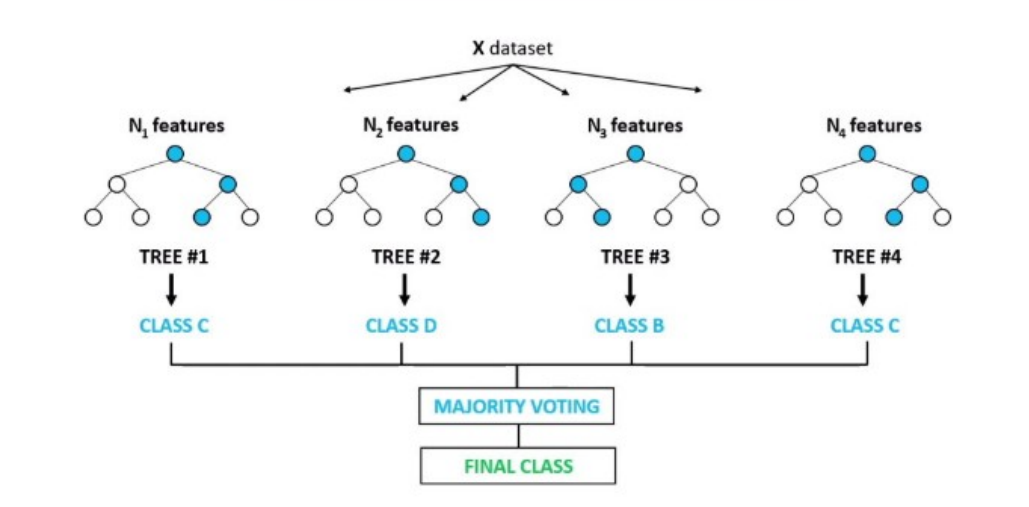 X dataset
N1 features
N2 features
N3 features
N4 features
TREE #1
TREE #2
TREE #3
TREE #4
CLASS C
CLASS D
CLASS B
CLASS C
MAJORITY VOTING
FINAL CLASS